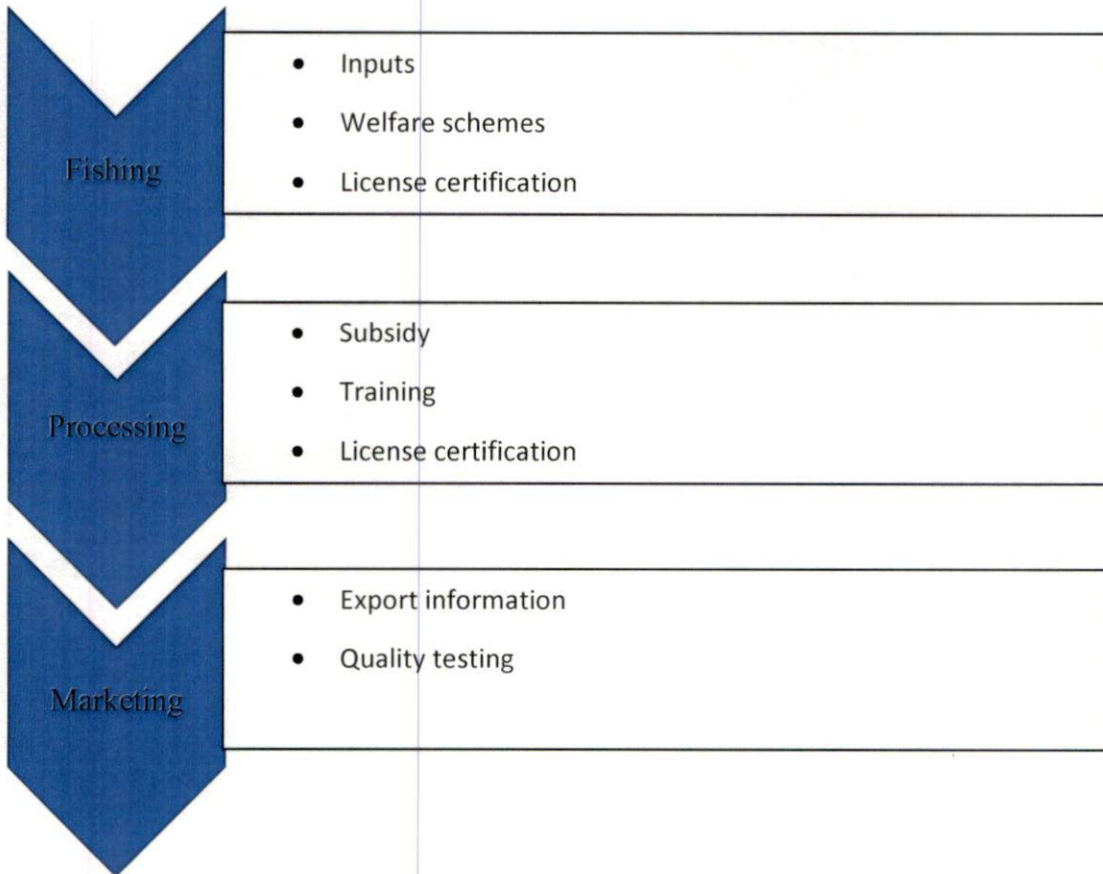 Fishing
• Inputs
• Welfare schemes
• License certification
Processing
• Subsidy
• Training
• License certification
Marketing
• Export information
• Quality testing